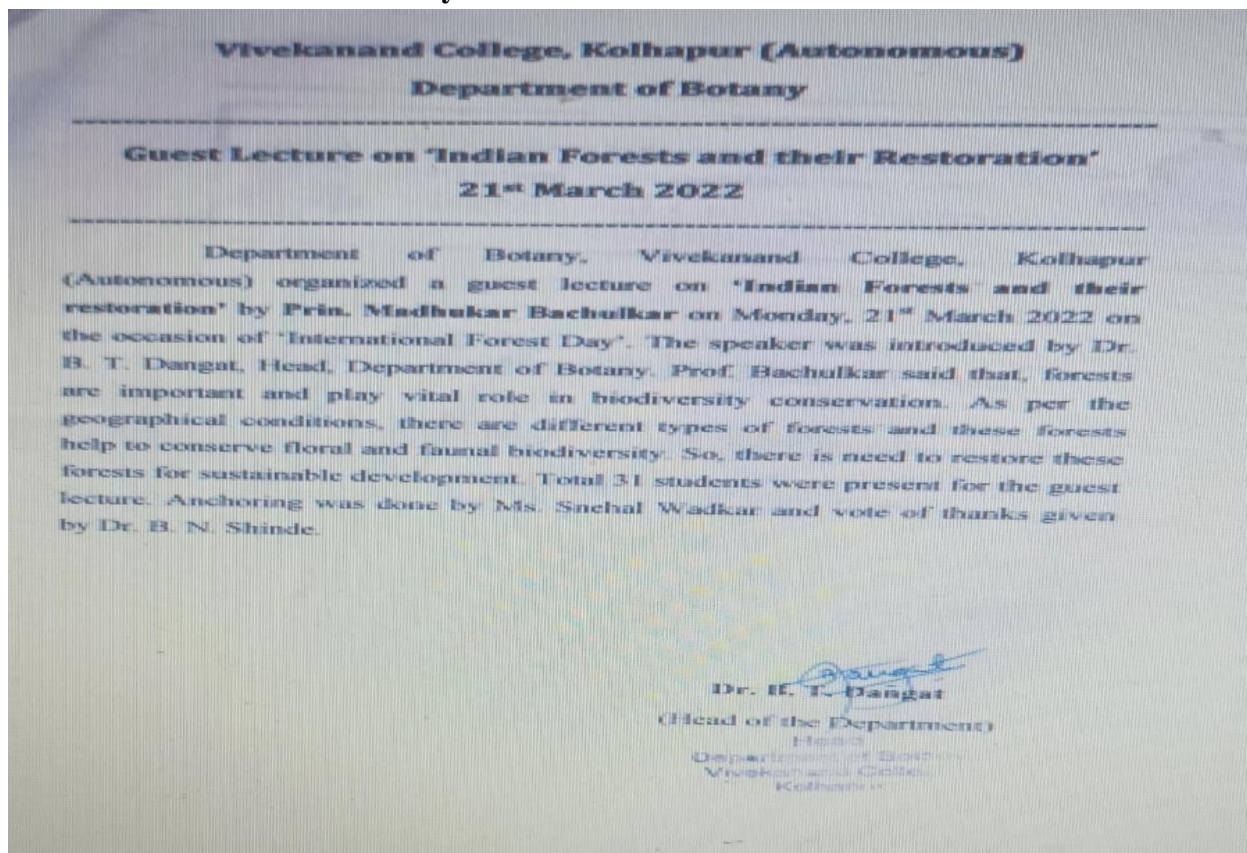 Vivekanand College, Kolhapur (Autonomous)
Department of Botany
Guest Lecture on 'Indian Forests and their Restoration'
21st March 2022
Department of Botany, Vivekanand College, Kolhapur
(Autonomous) organized a guest lecture on 'Indian Forests and their
restoration' by Prin. Madhukar Bachulkar on Monday, 21st March 2022 on
the occasion of 'International Forest Day'. The speaker was introduced by Dr.
B. T. Dangat, Head, Department of Botany. Prof. Bachulkar said that, forests
are important and play vital role in biodiversity conservation. As per the
geographical conditions, there are different types of forests and these forests
help to conserve floral and faunal biodiversity. So, there is need to restore these
forests for sustainable development. Total 31 students were present for the guest
lecture. Anchoring was done by Ms. Snehal Wadkar and vote of thanks given
by Dr. B. N. Shinde.
Dangat
Dr. B. T. Dangat
(Head of the Department)
Head
Department of
Vivekanand
Kolhapur